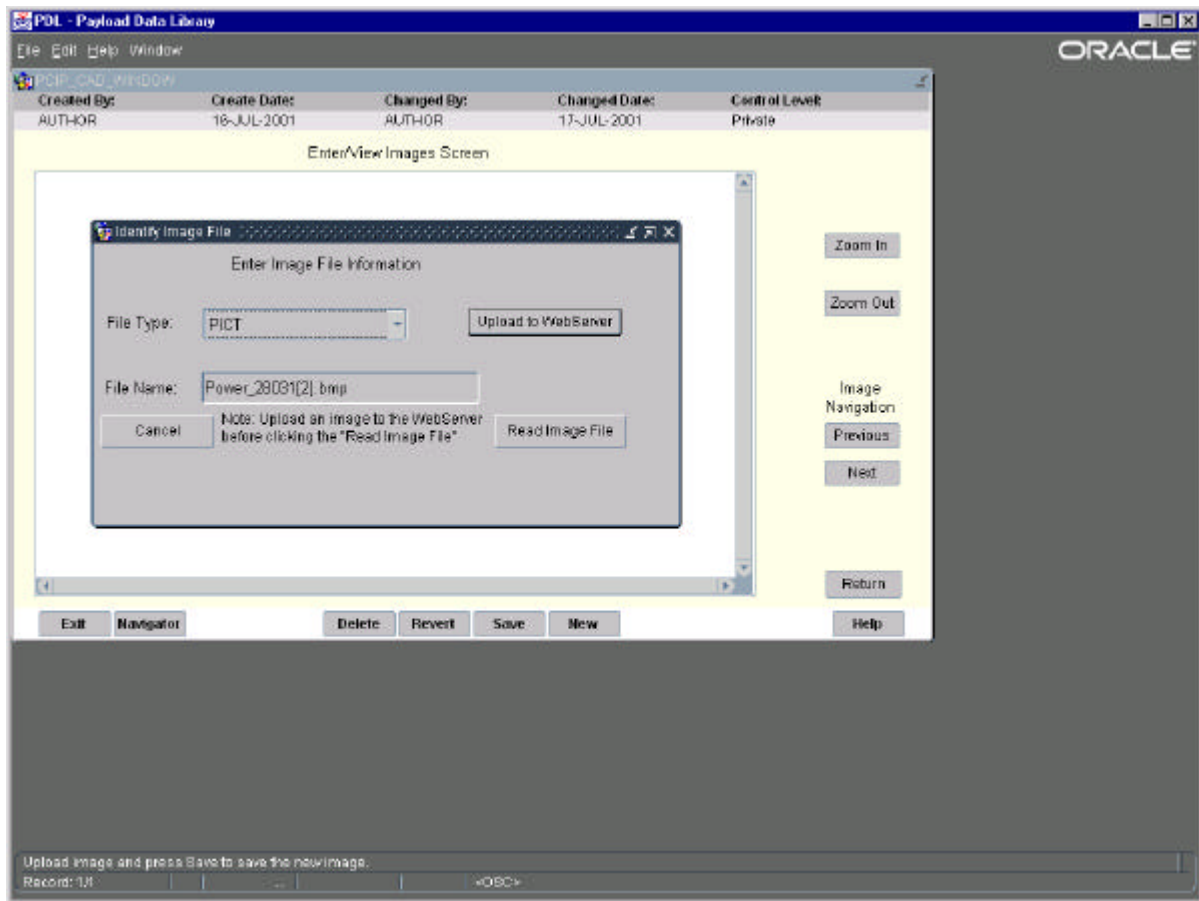 PDL - Payload Data Library
File Edit Help Window
ORACLE
PCIR_CAD_WINDOW
Created By: Create Date: Changed By: Changed Date: Control Level:
AUTHOR 16-JUL-2001 AUTHOR 17-JUL-2001 Private
Enter/View Images Screen
Identify Image File
Enter Image File Information
File Type: PICT Upload to WebServer
File Name: Power_28031[2].bmp
Cancel
Note: Upload an image to the WebServer
before clicking the "Read Image File"
Read Image File
Zoom In
Zoom Out
Image
Navigation
Previous
Next
Return
Exit Navigator Delete Revert Save New Help
Upload image and press Save to save the new image.
Record: 1/1 ... <OSC>